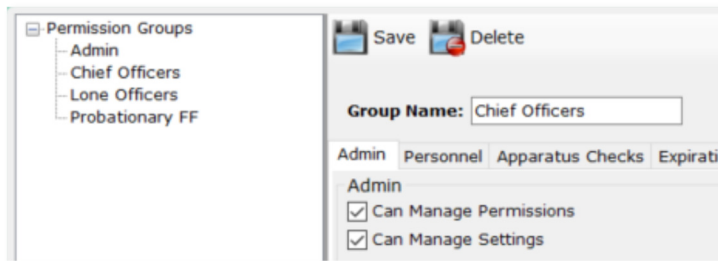 Permission Groups
Admin
Chief Officers
Lone Officers
Probationary FF
Save Delete
Group Name: Chief Officers
Admin Personnel Apparatus Checks Expirati
Admin
Can Manage Permissions
Can Manage Settings